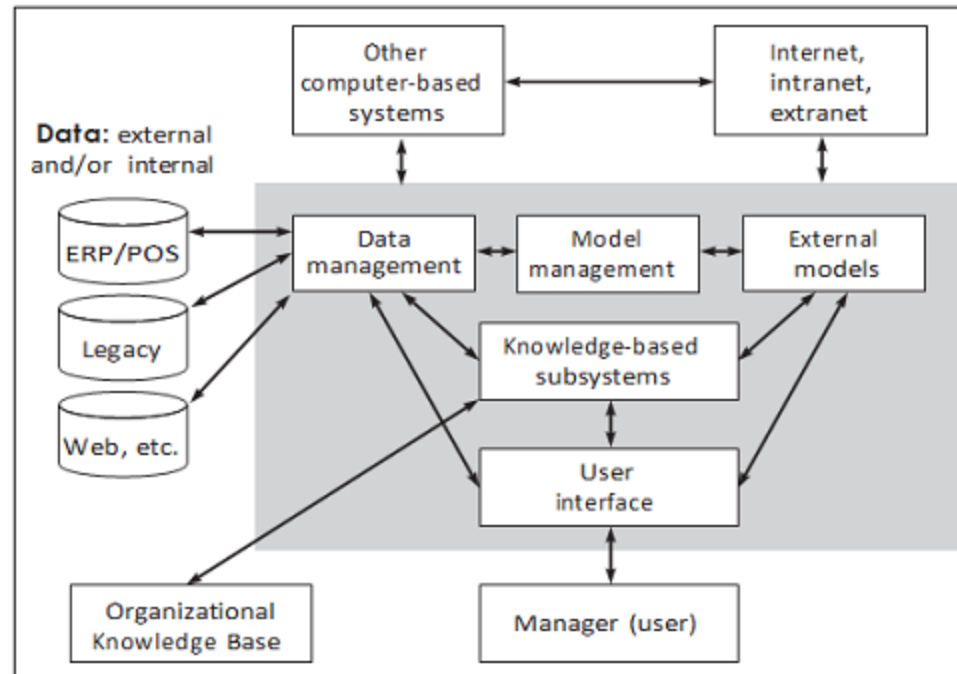 Other
computer-based
systems
Internet,
intranet,
extranet
Data: external
and/or internal
ERP/POS
Legacy
Web, etc.
Data
management
Model
management
External
models
Knowledge-based
subsystems
User
interface
Organizational
Knowledge Base
Manager (user)